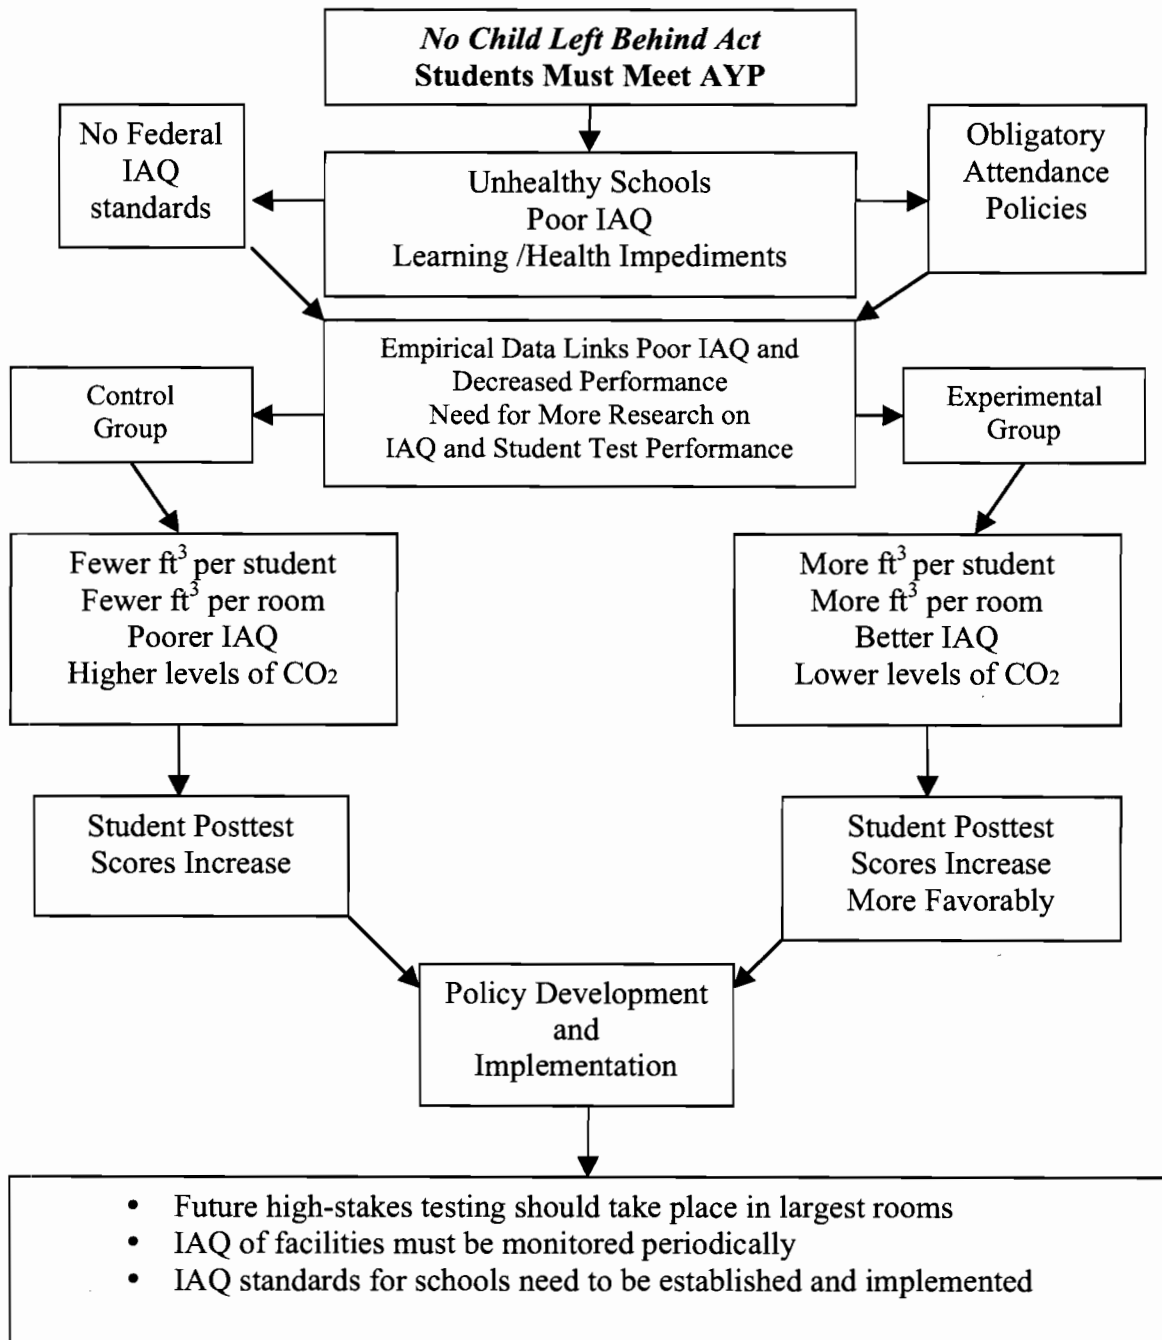 No Child Left Behind Act
Students Must Meet AYP
No Federal
IAQ
standards
Unhealthy Schools
Poor IAQ
Learning /Health Impediments
Obligatory
Attendance
Policies
Empirical Data Links Poor IAQ and
Decreased Performance
Need for More Research on
IAQ and Student Test Performance
Control
Group
Experimental
Group
Fewer ft³ per student
Fewer ft³ per room
Poorer IAQ
Higher levels of CO₂
More ft³ per student
More ft³ per room
Better IAQ
Lower levels of CO₂
Student Posttest
Scores Increase
Student Posttest
Scores Increase
More Favorably
Policy Development
and
Implementation
• Future high-stakes testing should take place in largest rooms
• IAQ of facilities must be monitored periodically
• IAQ standards for schools need to be established and implemented